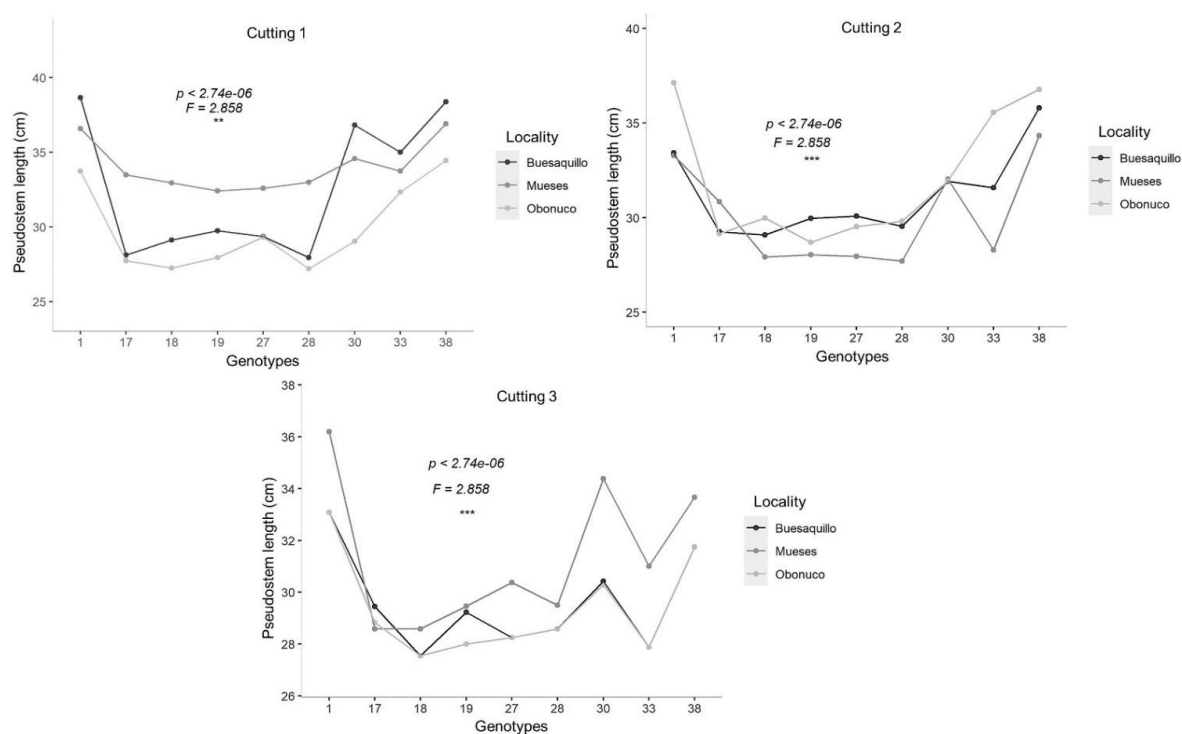 Cutting 1
Pseudostem length (cm)
40
35
30
25
p < 2.74e-06
F = 2.858
**
1 17 18 19 27 28 30 33 38
Genotypes
Locality
Buesaquillo
Mueses
Obonuco
Cutting 2
Pseudostem length (cm)
40
35
30
25
p < 2.74e-06
F = 2.858
***
1 17 18 19 27 28 30 33 38
Genotypes
Locality
Buesaquillo
Mueses
Obonuco
Cutting 3
Pseudostem length (cm)
38
36
34
32
30
28
26
p < 2.74e-06
F = 2.858
***
1 17 18 19 27 28 30 33 38
Genotypes
Locality
Buesaquillo
Mueses
Obonuco